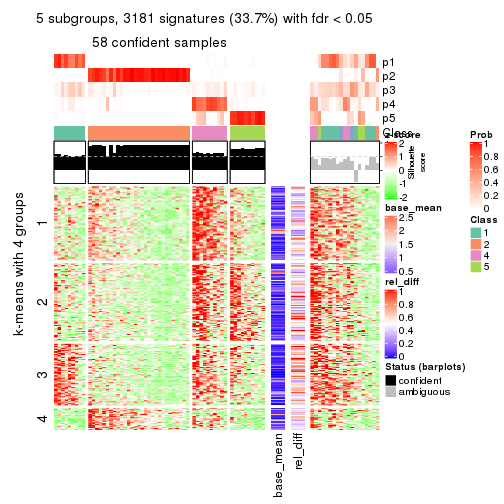 5 subgroups, 3181 signatures (33.7%) with fdr < 0.05
58 confident samples
p1
p2
p3
p4
p5
Class
k-means with 4 groups
1
2
3
4
Silhouette
score
base_mean
rel_diff
z-score
2
1
0
-1
-2
base_mean
2.5
1.5
0.5
rel_diff
1
0.8
0.6
0.4
0.2
0
Status (barplots)
confident
ambiguous
Prob
1
0.8
0.6
0.4
0.2
0
Class
1
2
4
5